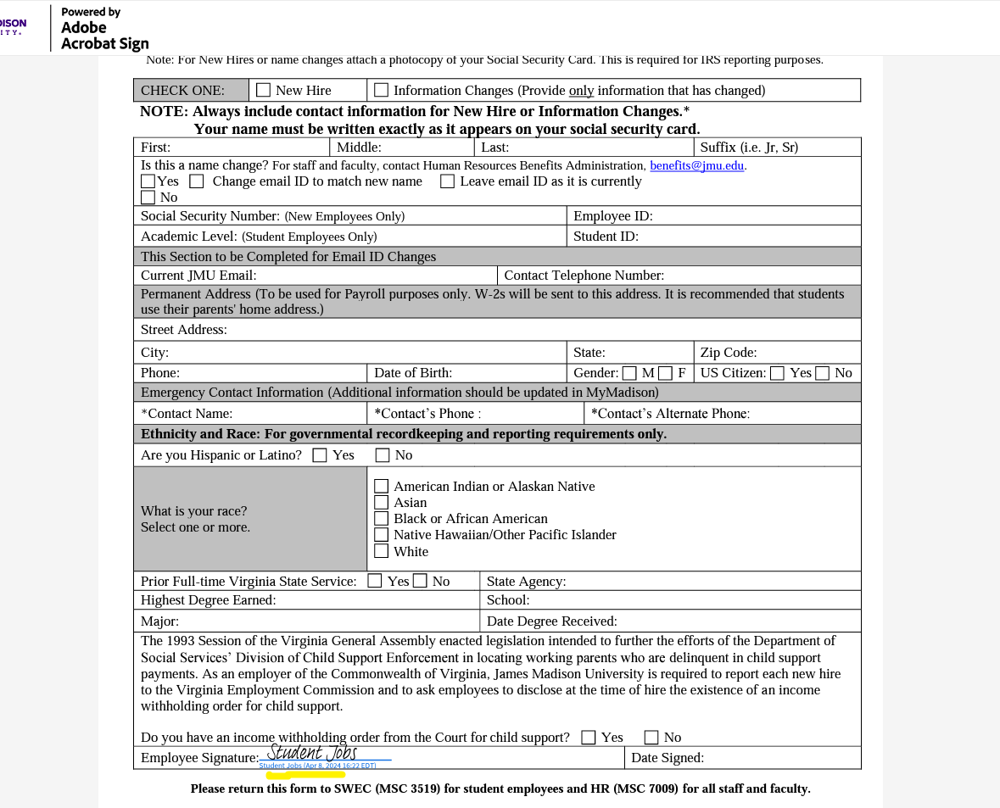 DISON
ITY.
Powered by
Adobe
Acrobat Sign
Note: For New Hires or name changes attach a photocopy of your Social Security Card. This is required for IRS reporting purposes.
CHECK ONE: New Hire Information Changes (Provide only information that has changed)
NOTE: Always include contact information for New Hire or Information Changes.*
Your name must be written exactly as it appears on your social security card.
First: Middle: Last: Suffix (i.e. Jr, Sr)
Is this a name change? For staff and faculty, contact Human Resources Benefits Administration, benefits@jmu.edu.
Yes Change email ID to match new name Leave email ID as it is currently
No
Social Security Number: (New Employees Only) Employee ID:
Academic Level: (Student Employees Only) Student ID:
This Section to be Completed for Email ID Changes
Current JMU Email: Contact Telephone Number:
Permanent Address (To be used for Payroll purposes only. W-2s will be sent to this address. It is recommended that students
use their parents' home address.)
Street Address:
City: State: Zip Code:
Phone: Date of Birth: Gender: M F US Citizen: Yes No
Emergency Contact Information (Additional information should be updated in MyMadison)
*Contact Name: *Contact's Phone : *Contact's Alternate Phone:
Ethnicity and Race: For governmental recordkeeping and reporting requirements only.
Are you Hispanic or Latino? Yes No
What is your race?
Select one or more.
American Indian or Alaskan Native
Asian
Black or African American
Native Hawaiian/Other Pacific Islander
White
Prior Full-time Virginia State Service: Yes No State Agency:
Highest Degree Earned: School:
Major: Date Degree Received:
The 1993 Session of the Virginia General Assembly enacted legislation intended to further the efforts of the Department of
Social Services' Division of Child Support Enforcement in locating working parents who are delinquent in child support
payments. As an employer of the Commonwealth of Virginia, James Madison University is required to report each new hire
to the Virginia Employment Commission and to ask employees to disclose at the time of hire the existence of an income
withholding order for child support.
Do you have an income withholding order from the Court for child support? Yes No
Employee Signature: Student Jobs Date Signed:
Student Jobs (Apr 8, 2024 16:22 EDT)
Please return this form to SWEC (MSC 3519) for student employees and HR (MSC 7009) for all staff and faculty.